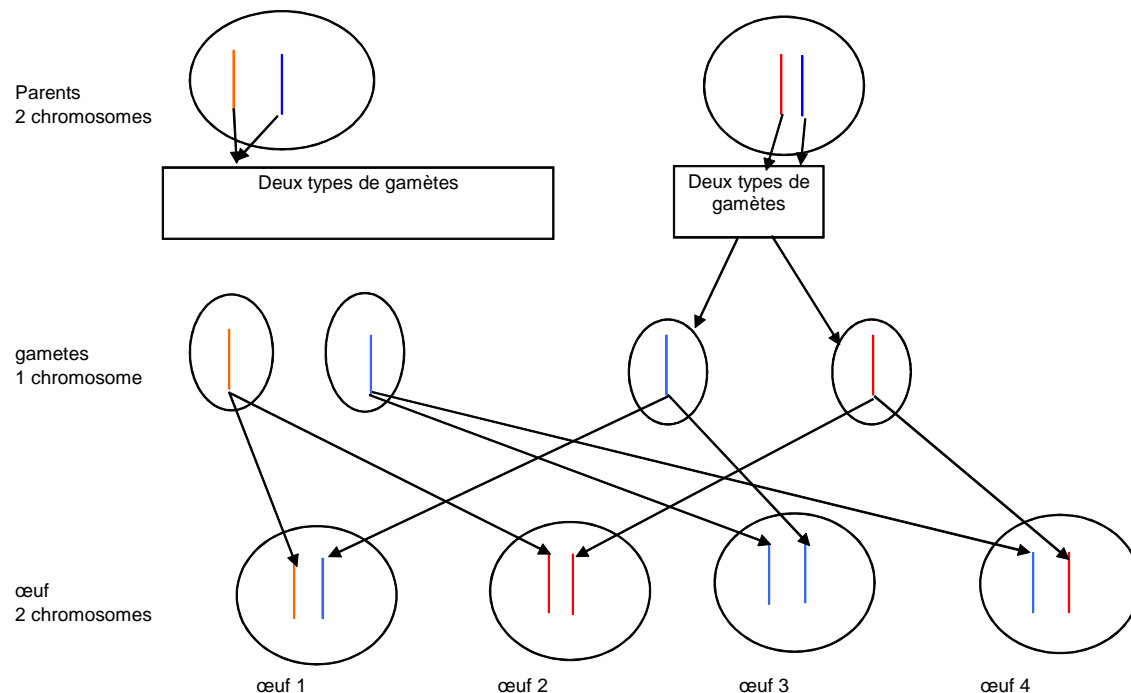 Parents
2 chromosomes
Deux types de gamètes
Deux types de
gamètes
gametes
1 chromosome
œuf
2 chromosomes
œuf 1
œuf 2
œuf 3
œuf 4